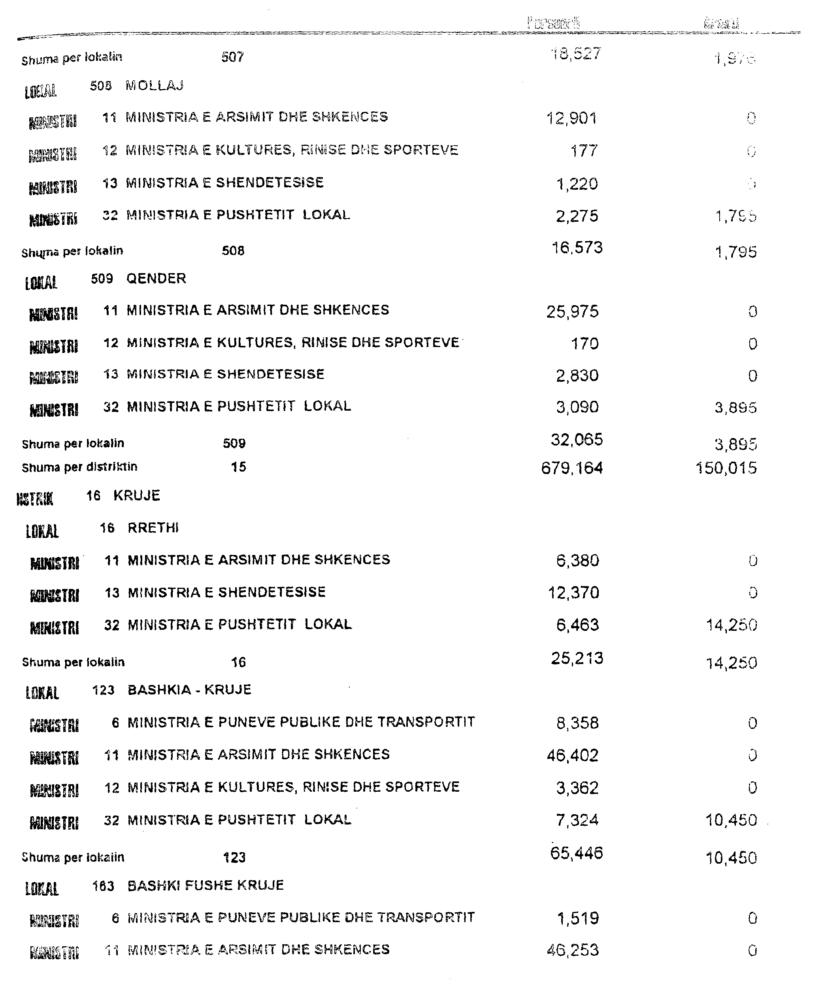 Personeli
Shuma per lokalin 507 18,527 1,976
LOKAL 508 MOLLAJ
MINISTRI 11 MINISTRIA E ARSIMIT DHE SHKENCES 12,901 0
MINISTRI 12 MINISTRIA E KULTURES, RINISE DHE SPORTEVE 177 0
MINISTRI 13 MINISTRIA E SHENDETESISE 1,220 0
MINISTRI 32 MINISTRIA E PUSHTETIT LOKAL 2,275 1,795
Shuma per lokalin 508 16,573 1,795
LOKAL 509 QENDER
MINISTRI 11 MINISTRIA E ARSIMIT DHE SHKENCES 25,975 0
MINISTRI 12 MINISTRIA E KULTURES, RINISE DHE SPORTEVE 170 0
MINISTRI 13 MINISTRIA E SHENDETESISE 2,830 0
MINISTRI 32 MINISTRIA E PUSHTETIT LOKAL 3,090 3,895
Shuma per lokalin 509 32,065 3,895
Shuma per distriktin 15 679,164 150,015
ISTRIK 16 KRUJE
LOKAL 16 RRETHI
MINISTRI 11 MINISTRIA E ARSIMIT DHE SHKENCES 6,380 0
MINISTRI 13 MINISTRIA E SHENDETESISE 12,370 0
MINISTRI 32 MINISTRIA E PUSHTETIT LOKAL 6,463 14,250
Shuma per lokalin 16 25,213 14,250
LOKAL 123 BASHKIA - KRUJE
MINISTRI 6 MINISTRIA E PUNEVE PUBLIKE DHE TRANSPORTIT 8,358 0
MINISTRI 11 MINISTRIA E ARSIMIT DHE SHKENCES 46,402 0
MINISTRI 12 MINISTRIA E KULTURES, RINISE DHE SPORTEVE 3,362 0
MINISTRI 32 MINISTRIA E PUSHTETIT LOKAL 7,324 10,450
Shuma per lokalin 123 65,446 10,450
LOKAL 163 BASHKI FUSHE KRUJE
MINISTRI 6 MINISTRIA E PUNEVE PUBLIKE DHE TRANSPORTIT 1,519 0
MINISTRI 11 MINISTRIA E ARSIMIT DHE SHKENCES 46,253 0